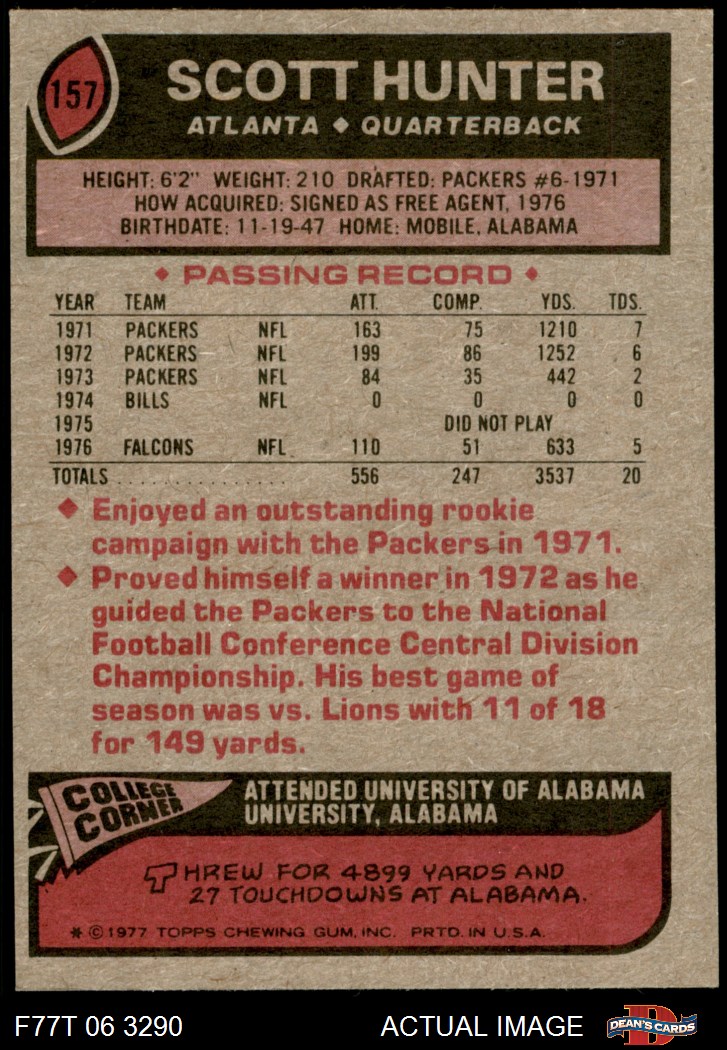 157
SCOTT HUNTER
ATLANTA ◆ QUARTERBACK
HEIGHT: 6'2" WEIGHT: 210 DRAFTED: PACKERS #6-1971
HOW ACQUIRED: SIGNED AS FREE AGENT, 1976
BIRTHDATE: 11-19-47 HOME: MOBILE, ALABAMA
◆ PASSING RECORD ◆
YEAR TEAM ATT. COMP. YDS. TDS.
1971 PACKERS NFL 163 75 1210 7
1972 PACKERS NFL 199 86 1252 6
1973 PACKERS NFL 84 35 442 2
1974 BILLS NFL 0 0 0 0
1975 DID NOT PLAY
1976 FALCONS NFL 110 51 633 5
TOTALS . . . . . . . . . . . . . . . 556 247 3537 20
◆ Enjoyed an outstanding rookie
campaign with the Packers in 1971.
◆ Proved himself a winner in 1972 as he
guided the Packers to the National
Football Conference Central Division
Championship. His best game of
season was vs. Lions with 11 of 18
for 149 yards.
COLLEGE
CORNER
ATTENDED UNIVERSITY OF ALABAMA
UNIVERSITY, ALABAMA
THREW FOR 4899 YARDS AND
27 TOUCHDOWNS AT ALABAMA.
* © 1977 TOPPS CHEWING GUM, INC. PRTD. IN U.S.A.
F77T 06 3290 ACTUAL IMAGE
D
DEAN'S CARDS